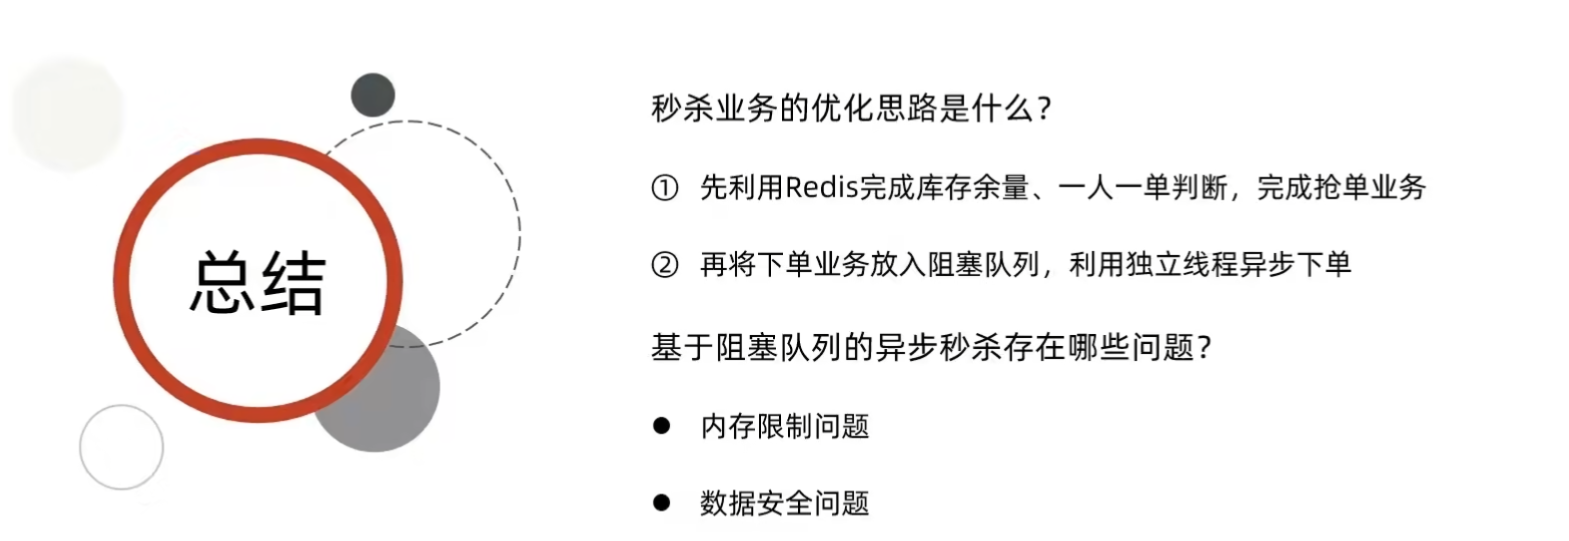 总结
秒杀业务的优化思路是什么？
① 先利用Redis完成库存余量、一人一单判断，完成抢单业务
② 再将下单业务放入阻塞队列，利用独立线程异步下单
基于阻塞队列的异步秒杀存在哪些问题？
● 内存限制问题
● 数据安全问题